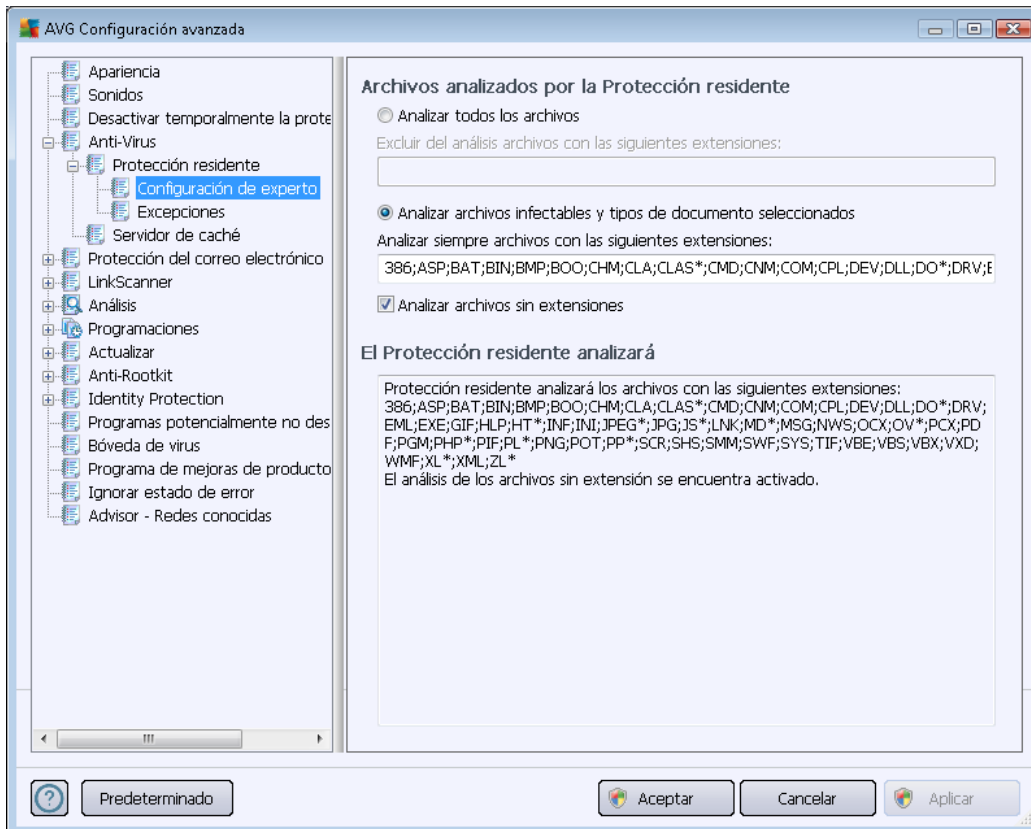 AVG Configuración avanzada
Apariencia
Sonidos
Desactivar temporalmente la prote
Anti-Virus
Protección residente
Configuración de experto
Excepciones
Servidor de caché
Protección del correo electrónico
LinkScanner
Análisis
Programaciones
Actualizar
Anti-Rootkit
Identity Protection
Programas potencialmente no des
Bóveda de virus
Programa de mejoras de producto
Ignorar estado de error
Advisor - Redes conocidas
Archivos analizados por la Protección residente
Analizar todos los archivos
Excluir del análisis archivos con las siguientes extensiones:
Analizar archivos infectables y tipos de documento seleccionados
Analizar siempre archivos con las siguientes extensiones:
386;ASP;BAT;BIN;BMP;BOO;CHM;CLA;CLAS*;CMD;CNM;COM;CPL;DEV;DLL;DO*;DRV;E
Analizar archivos sin extensiones
El Protección residente analizará
Protección residente analizará los archivos con las siguientes extensiones:
386;ASP;BAT;BIN;BMP;BOO;CHM;CLA;CLAS*;CMD;CNM;COM;CPL;DEV;DLL;DO*;DRV;
EML;EXE;GIF;HLP;HT*;INF;INI;JPEG*;JPG;JS*;LNK;MD*;MSG;NWS;OCX;OV*;PCX;PD
F;PGM;PHP*;PIF;PL*;PNG;POT;PP*;SCR;SHS;SMM;SWF;SYS;TIF;VBE;VBS;VBX;VXD;
WMF;XL*;XML;ZL*
El análisis de los archivos sin extensión se encuentra activado.
Predeterminado
Aceptar
Cancelar
Aplicar